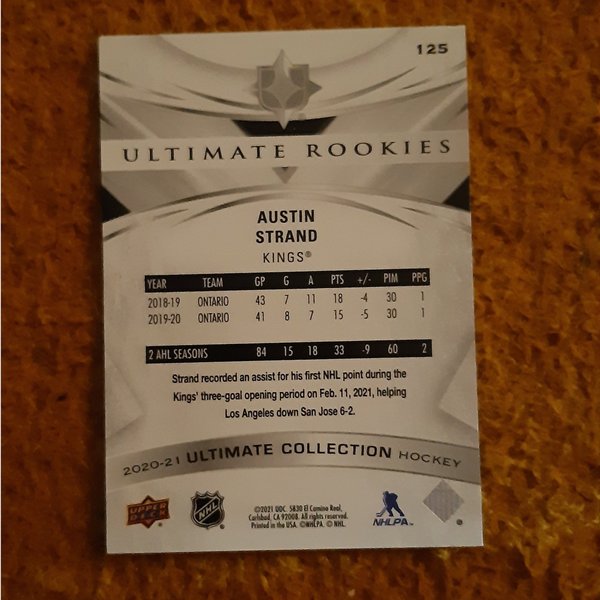 125
ULTIMATE ROOKIES
AUSTIN
STRAND
KINGS®
YEAR TEAM GP G A PTS +/- PIM PPG
2018-19 ONTARIO 43 7 11 18 -4 30 1
2019-20 ONTARIO 41 8 7 15 -5 30 1
2 AHL SEASONS 84 15 18 33 -9 60 2
Strand recorded an assist for his first NHL point during the
Kings' three-goal opening period on Feb. 11, 2021, helping
Los Angeles down San Jose 6-2.
2020-21 ULTIMATE COLLECTION HOCKEY
UPPER
DECK
NHL
©2021 UDC. 5830 El Camino Real,
Carlsbad, CA 92008. All rights reserved.
Printed in the USA. ©NHLPA. © NHL.
NHLPA™